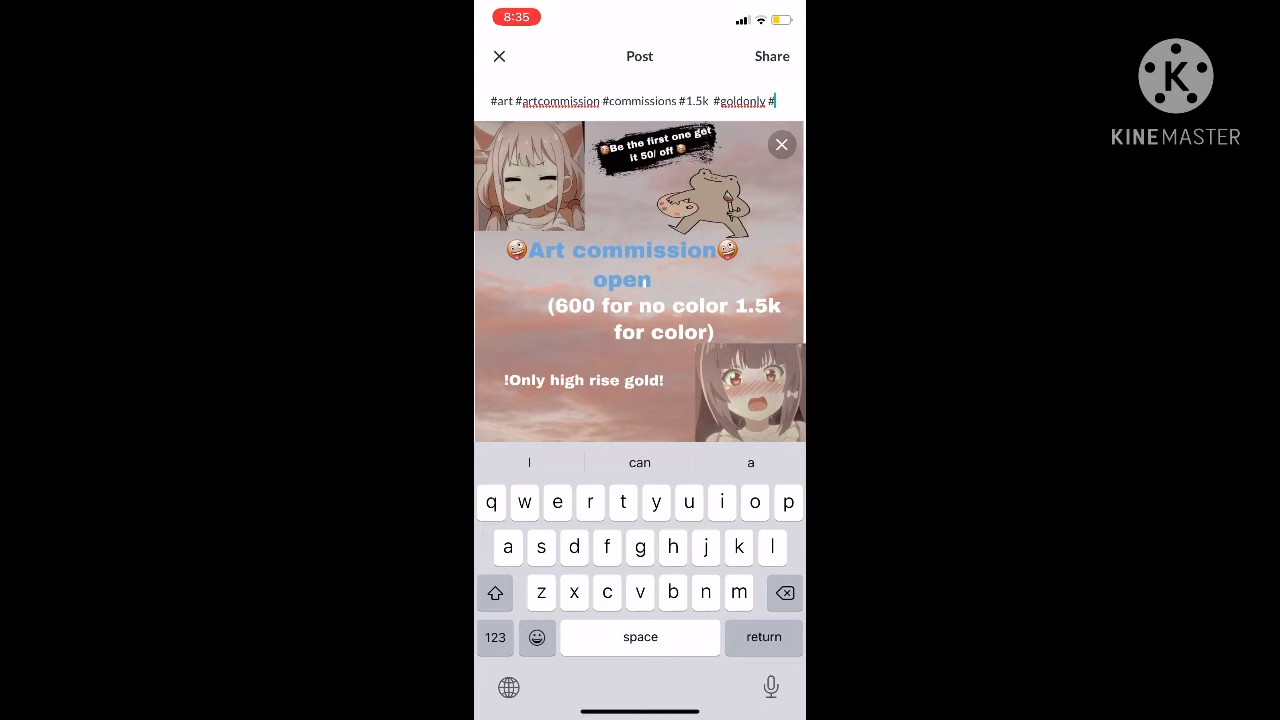 8:35
Post
Share
#art #artcommission #commissions #1.5k #goldonly #
Be the first one get
it 50/ off
Art commission
open
(600 for no color 1.5k
for color)
!Only high rise gold!
I can a
q w e r t y u i o p
a s d f g h j k l
z x c v b n m
123 space return
K
KINEMASTER